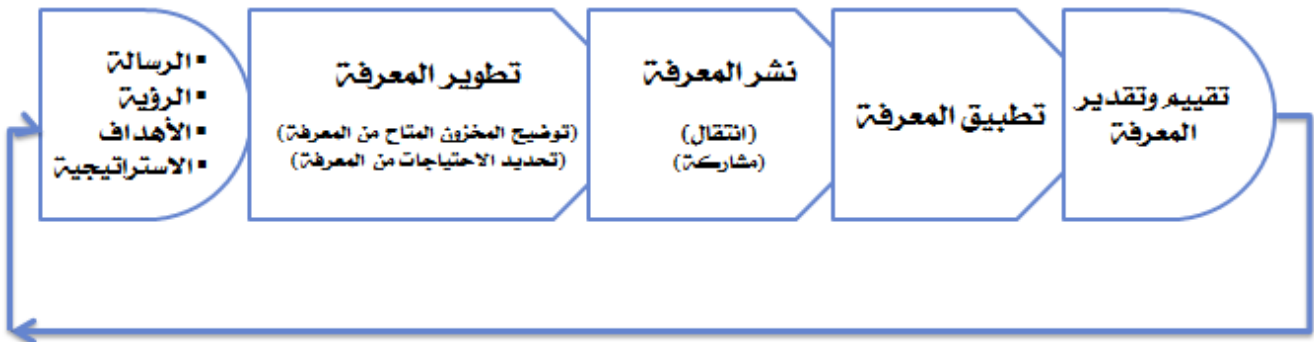 ▪الرسالة
▪الرؤية
▪الأهداف
▪الاستراتيجية
تطوير المعرفة
(توضيح المخزون المتاح من المعرفة)
(تحديد الاحتياجات من المعرفة)
نشر المعرفة
(انتقال)
(مشاركة)
تطبيق المعرفة
تقييم وتقدير
المعرفة